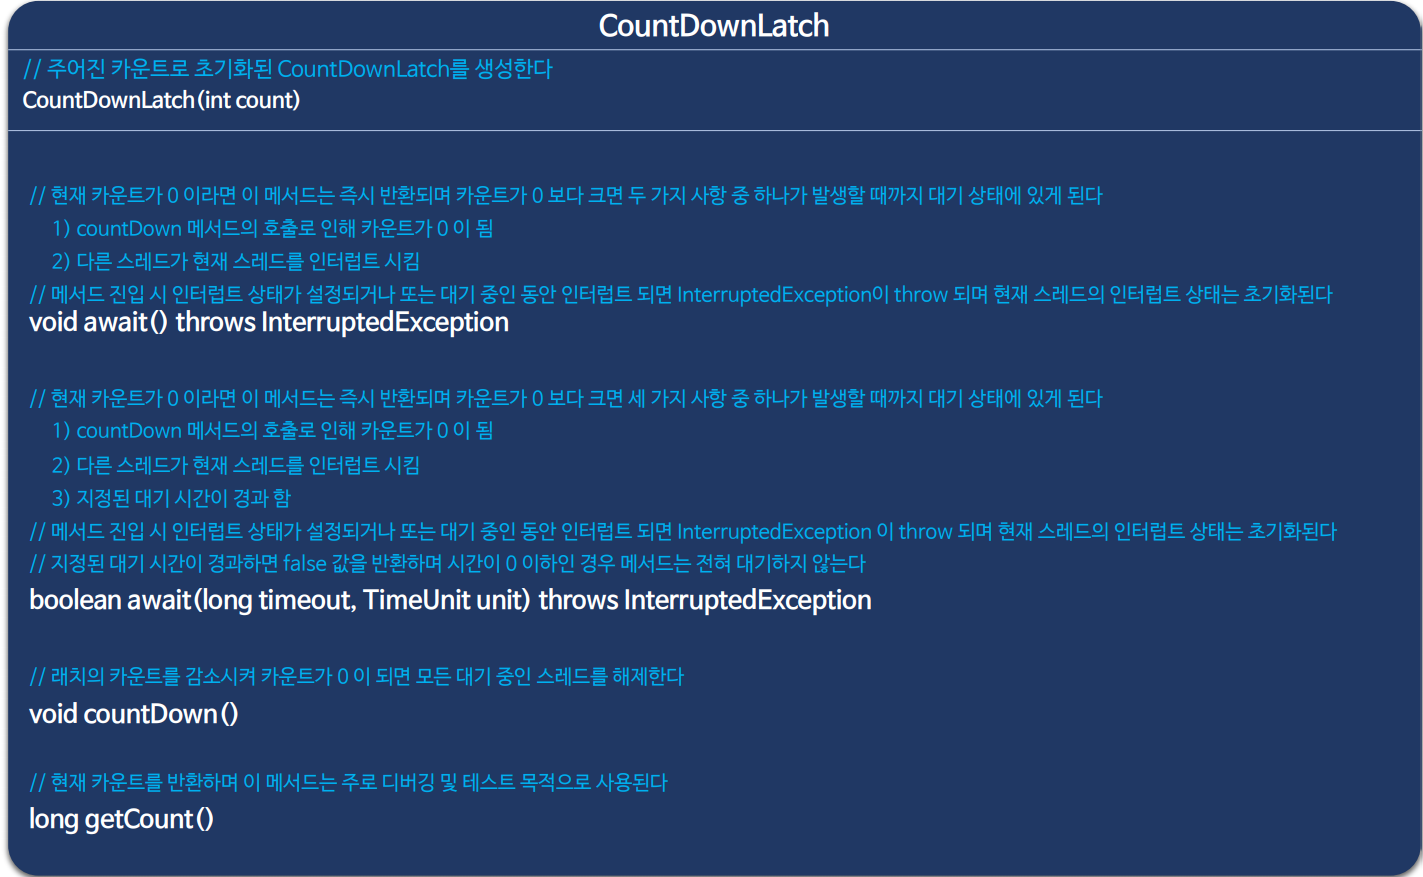 CountDownLatch
// 주어진 카운트로 초기화된 CountDownLatch를 생성한다
CountDownLatch(int count)
// 현재 카운트가 0 이라면 이 메서드는 즉시 반환되며 카운트가 0 보다 크면 두 가지 사항 중 하나가 발생할 때까지 대기 상태에 있게 된다
1) countDown 메서드의 호출로 인해 카운트가 0 이 됨
2) 다른 스레드가 현재 스레드를 인터럽트 시킴
// 메서드 진입 시 인터럽트 상태가 설정되거나 또는 대기 중인 동안 인터럽트 되면 InterruptedException이 throw 되며 현재 스레드의 인터럽트 상태는 초기화된다
void await() throws InterruptedException
// 현재 카운트가 0 이라면 이 메서드는 즉시 반환되며 카운트가 0 보다 크면 세 가지 사항 중 하나가 발생할 때까지 대기 상태에 있게 된다
1) countDown 메서드의 호출로 인해 카운트가 0 이 됨
2) 다른 스레드가 현재 스레드를 인터럽트 시킴
3) 지정된 대기 시간이 경과 함
// 메서드 진입 시 인터럽트 상태가 설정되거나 또는 대기 중인 동안 인터럽트 되면 InterruptedException 이 throw 되며 현재 스레드의 인터럽트 상태는 초기화된다
// 지정된 대기 시간이 경과하면 false 값을 반환하며 시간이 0 이하인 경우 메서드는 전혀 대기하지 않는다
boolean await(long timeout, TimeUnit unit) throws InterruptedException
// 래치의 카운트를 감소시켜 카운트가 0 이 되면 모든 대기 중인 스레드를 해제한다
void countDown()
// 현재 카운트를 반환하며 이 메서드는 주로 디버깅 및 테스트 목적으로 사용된다
long getCount()